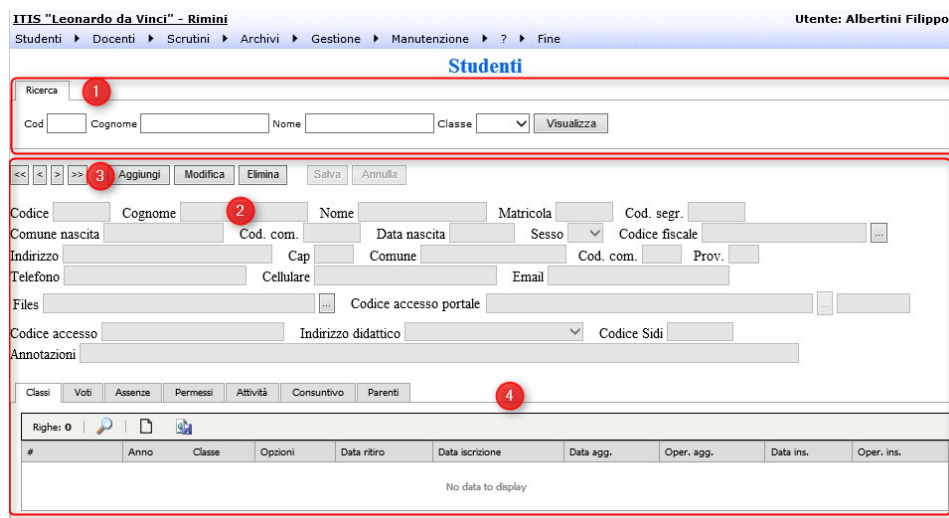 ITIS "Leonardo da Vinci" - Rimini Utente: Albertini Filippo
Studenti Docenti Scrutini Archivi Gestione Manutenzione ? Fine
Studenti
Ricerca 1
Cod Cognome Nome Classe Visualizza
<< < > >> 3 Aggiungi Modifica Elimina Salva Annulla
Codice Cognome 2 Nome Matricola Cod. segr.
Comune nascita Cod. com. Data nascita Sesso Codice fiscale ...
Indirizzo Cap Comune Cod. com. Prov.
Telefono Cellulare Email
Files ... Codice accesso portale ...
Codice accesso Indirizzo didattico Codice Sidi
Annotazioni
Classi Voti Assenze Permessi Attività Consuntivo Parenti 4
Righe: 0
# Anno Classe Opzioni Data ritiro Data iscrizione Data agg. Oper. agg. Data ins. Oper. ins.
No data to display